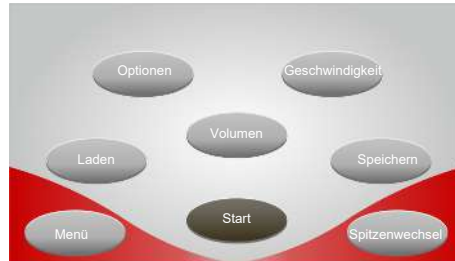 Optionen
Geschwindigkeit
Volumen
Laden
Speichern
Start
Menü
Spitzenwechsel